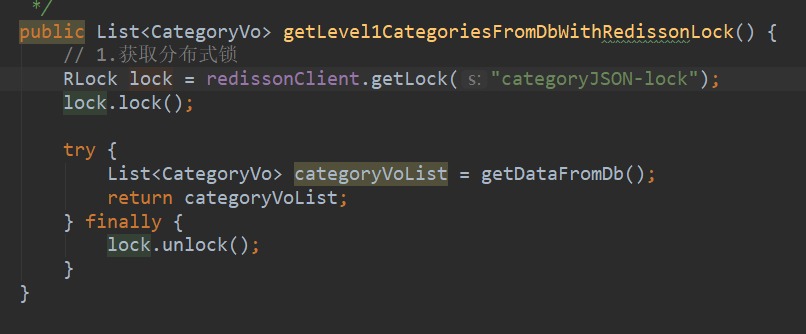 */
public List<CategoryVo> getLevel1CategoriesFromDbWithRedissonLock() {
// 1.获取分布式锁
RLock lock = redissonClient.getLock( s: "categoryJSON-lock");
lock.lock();
try {
List<CategoryVo> categoryVoList = getDataFromDb();
return categoryVoList;
} finally {
lock.unlock();
}
}